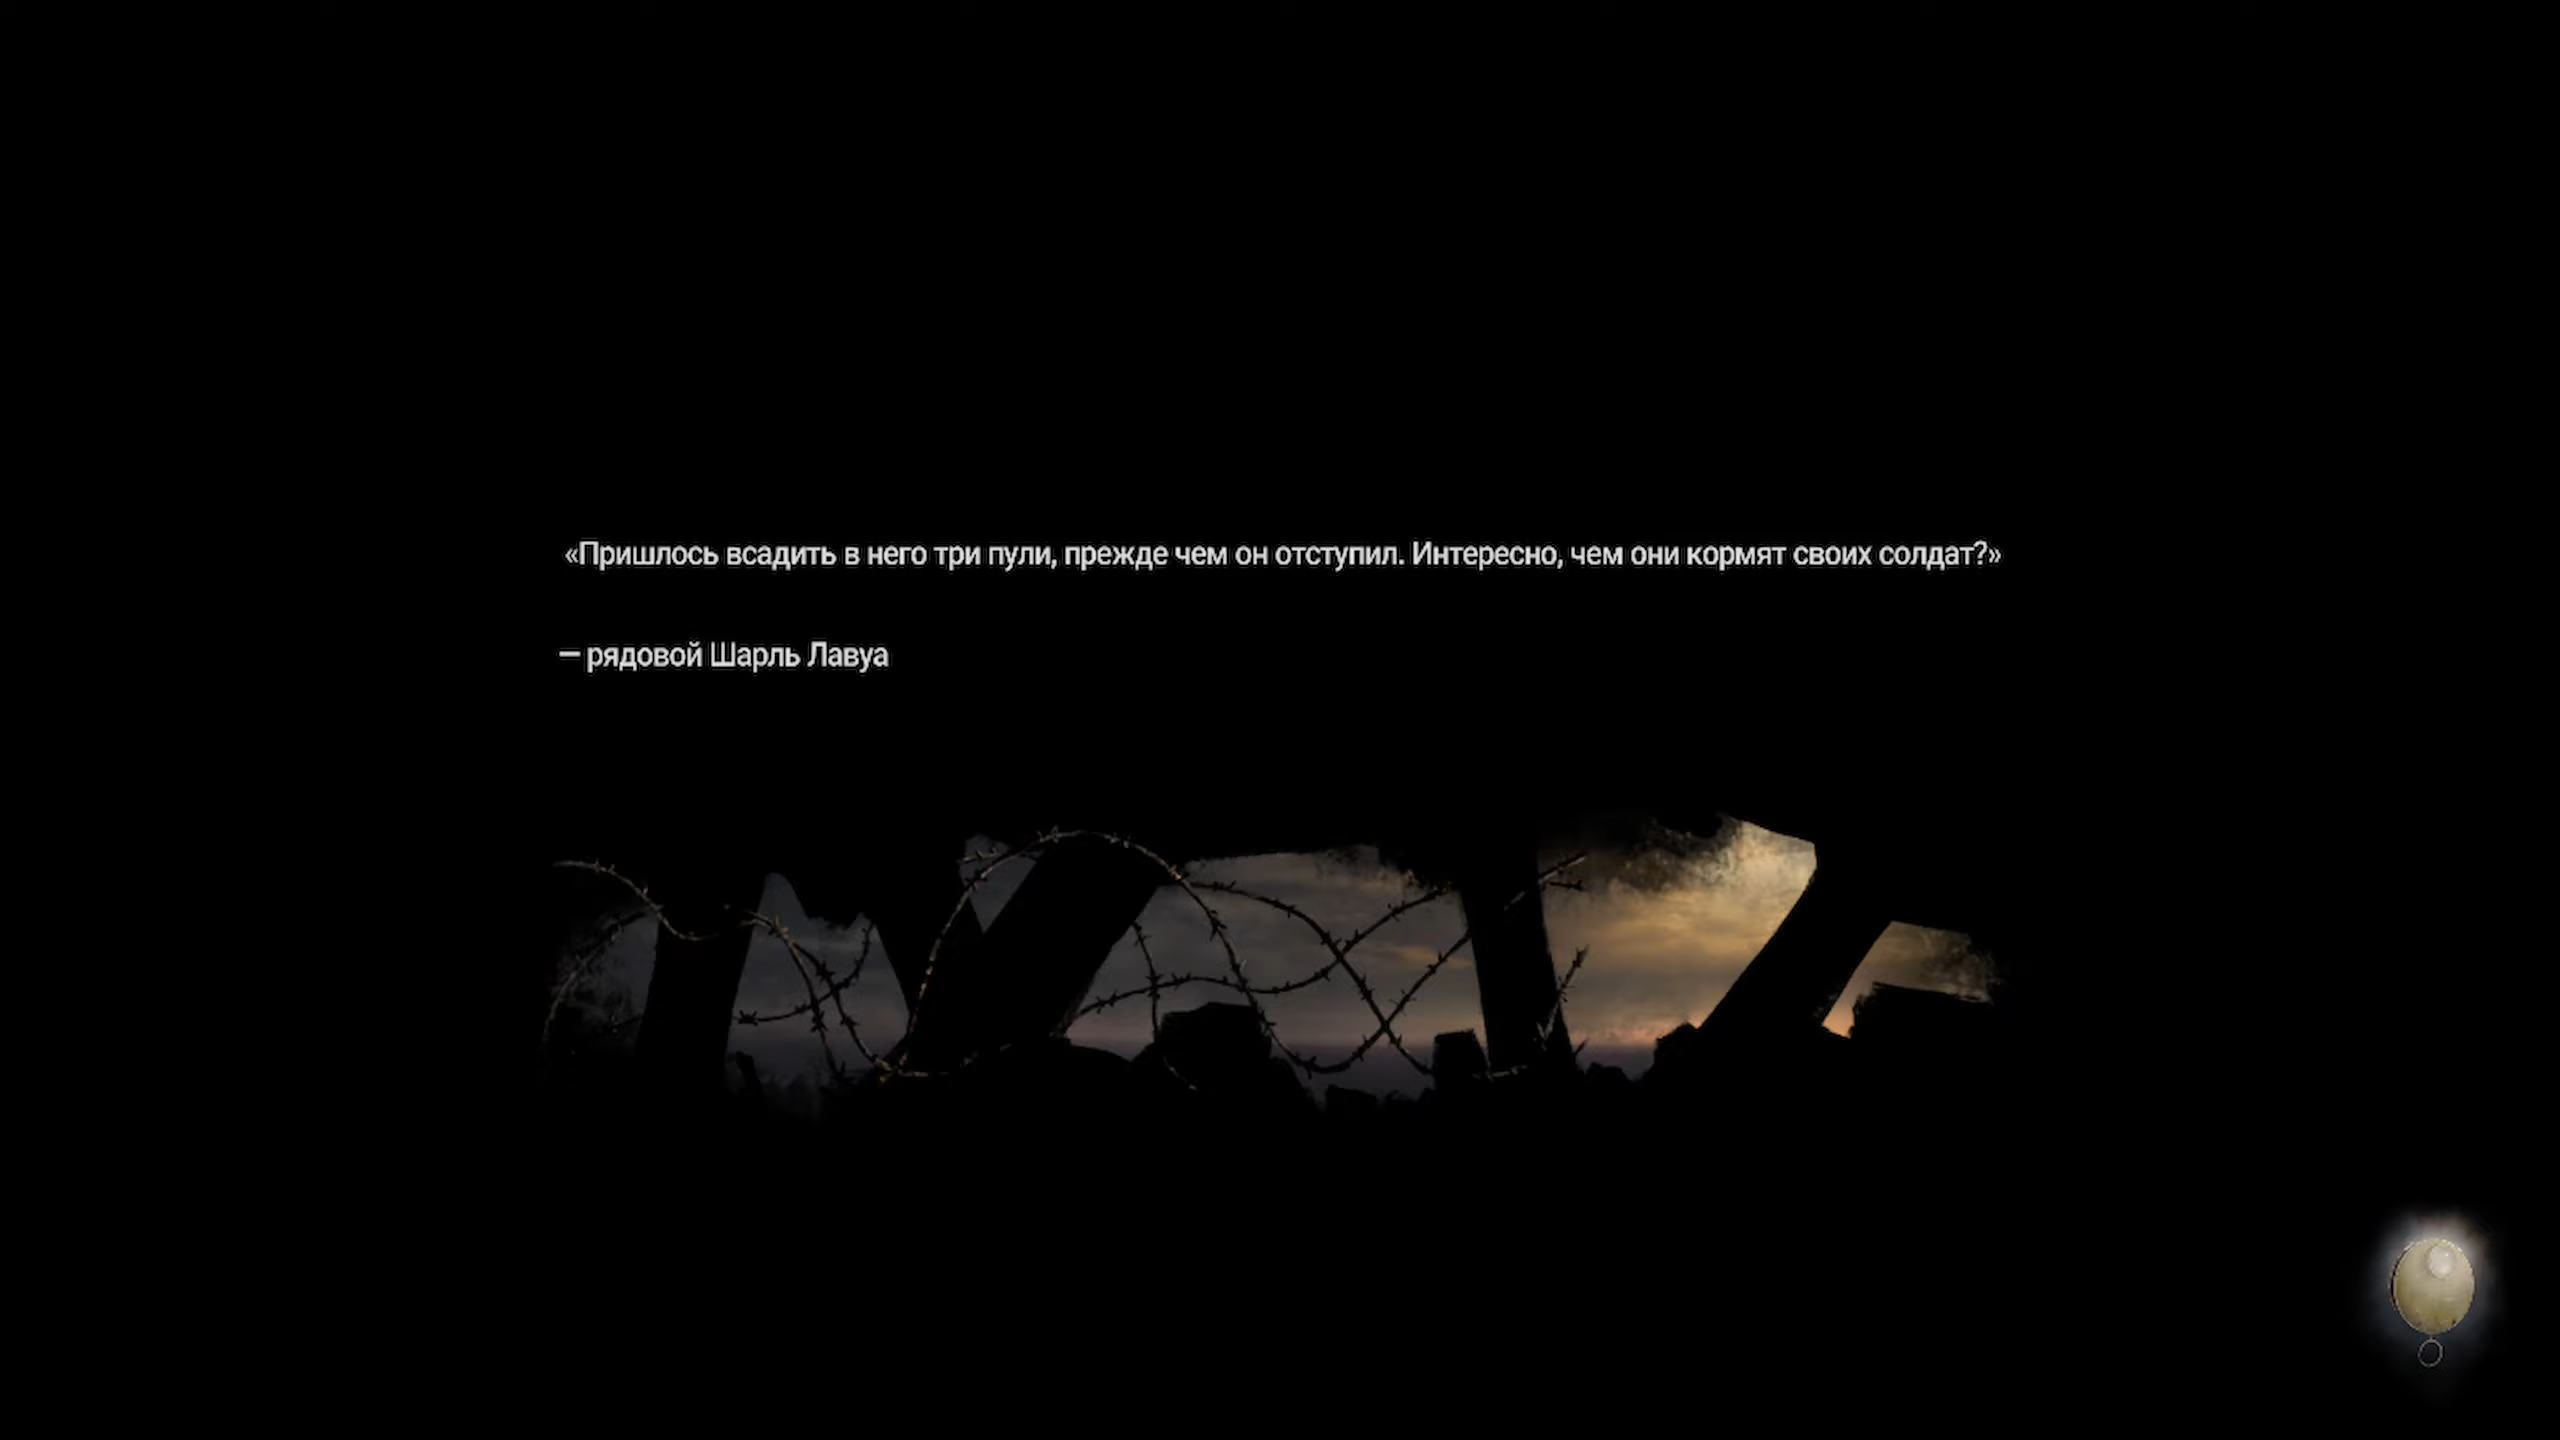 «Пришлось всадить в него три пули, прежде чем он отступил. Интересно, чем они кормят своих солдат?»
— рядовой Шарль Лавуа